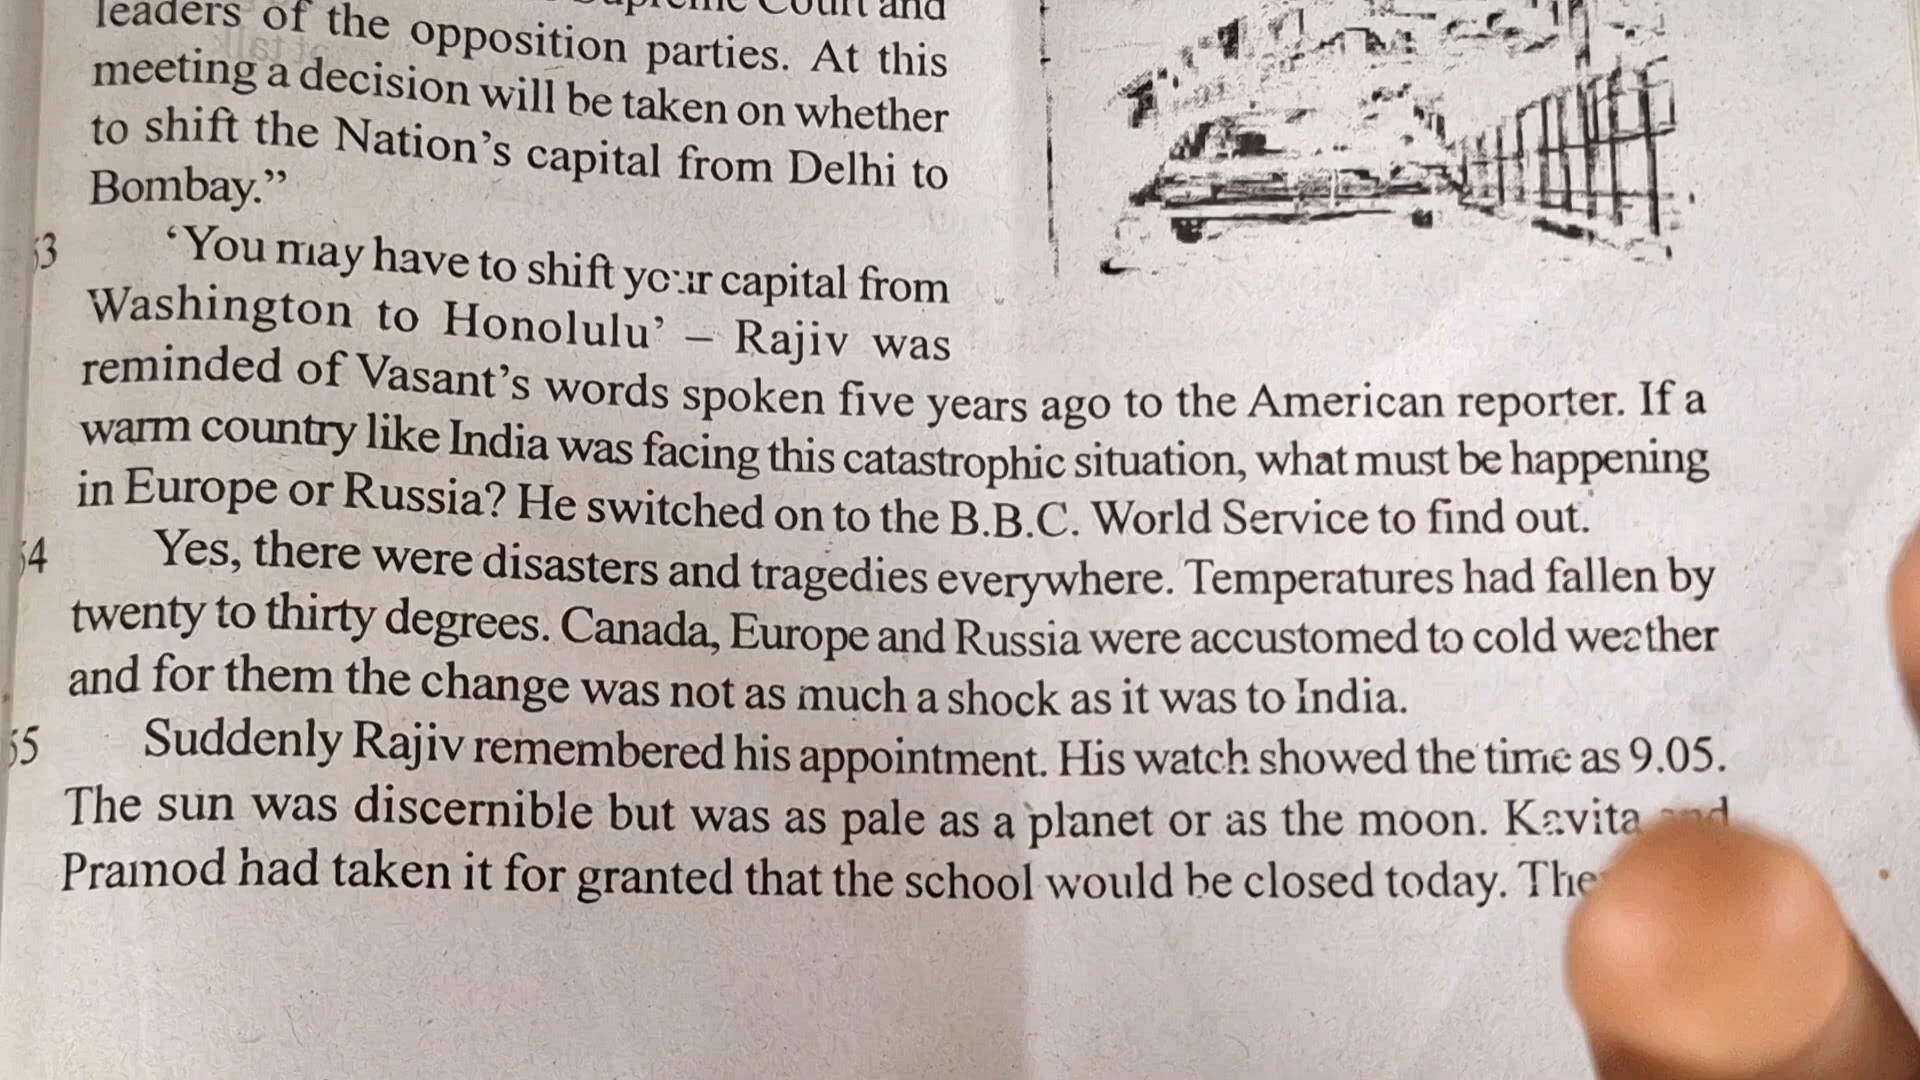 Supreme Court and
leaders of the opposition parties. At this
meeting a decision will be taken on whether
to shift the Nation's capital from Delhi to
Bombay.”
‘You may have to shift your capital from
Washington to Honolulu’ – Rajiv was
reminded of Vasant's words spoken five years ago to the American reporter. If a
warm country like India was facing this catastrophic situation, what must be happening
in Europe or Russia? He switched on to the B.B.C. World Service to find out.
Yes, there were disasters and tragedies everywhere. Temperatures had fallen by
twenty to thirty degrees. Canada, Europe and Russia were accustomed to cold weather
and for them the change was not as much a shock as it was to India.
Suddenly Rajiv remembered his appointment. His watch showed the time as 9.05.
The sun was discernible but was as pale as a planet or as the moon. Kavita and
Pramod had taken it for granted that the school would be closed today.